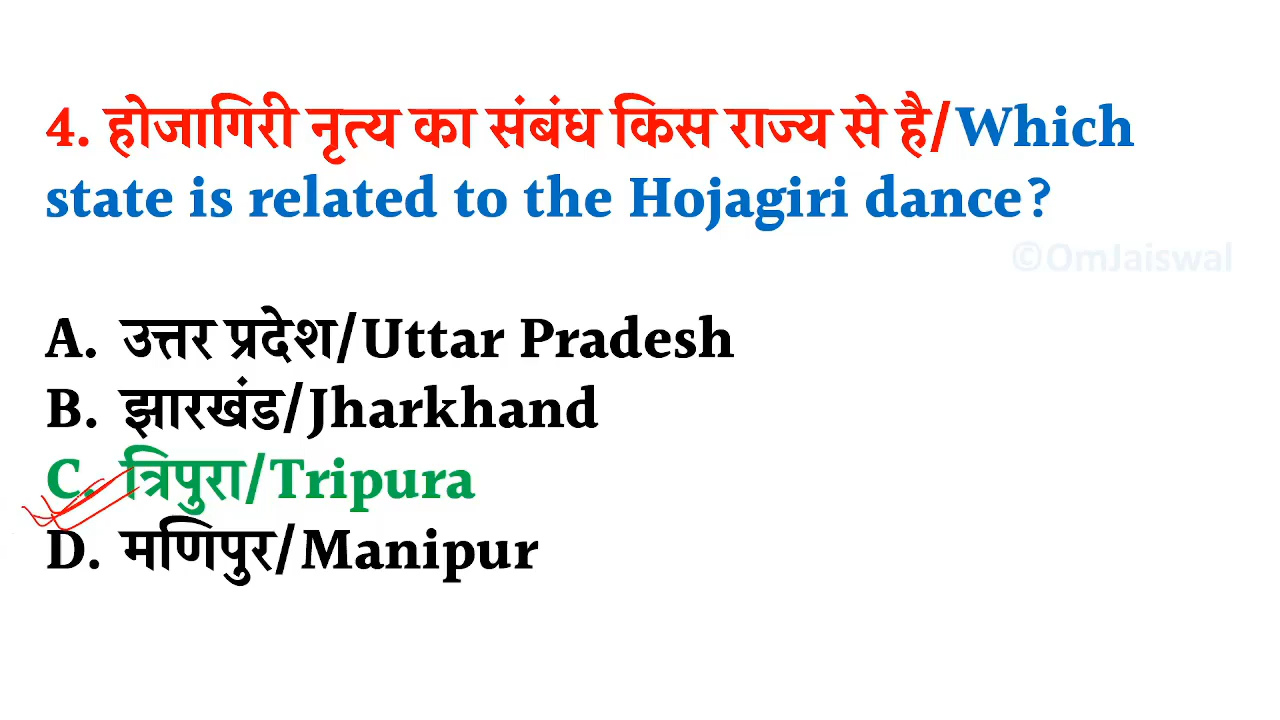 4. होजागिरी नृत्य का संबंध किस राज्य से है/Which
state is related to the Hojagiri dance?
©OmJaiswal
A. उत्तर प्रदेश/Uttar Pradesh
B. झारखंड/Jharkhand
C. त्रिपुरा/Tripura
D. मणिपुर/Manipur